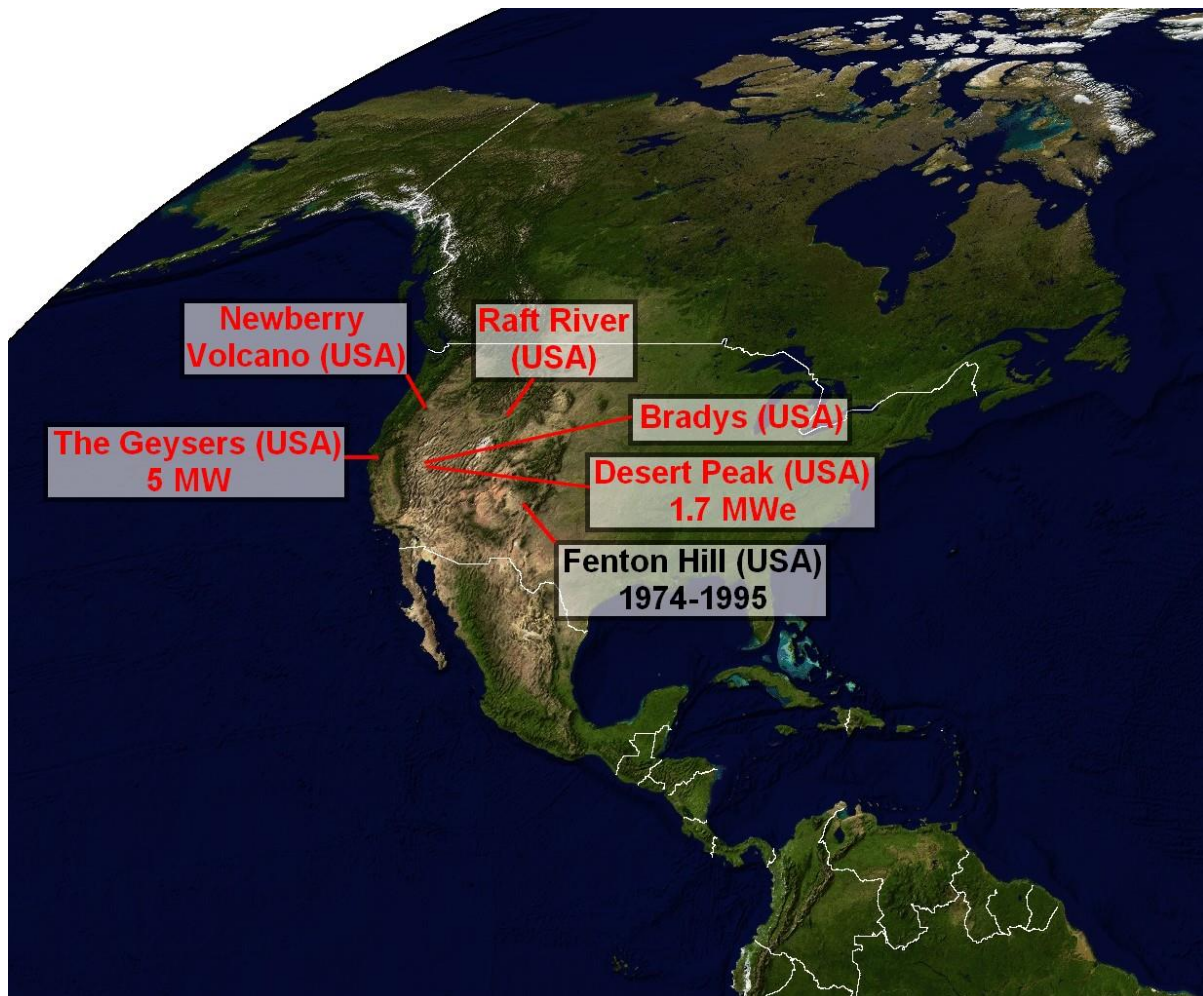 Newberry
Volcano (USA)
Raft River
(USA)
Bradys (USA)
The Geysers (USA)
5 MW
Desert Peak (USA)
1.7 MWe
Fenton Hill (USA)
1974-1995